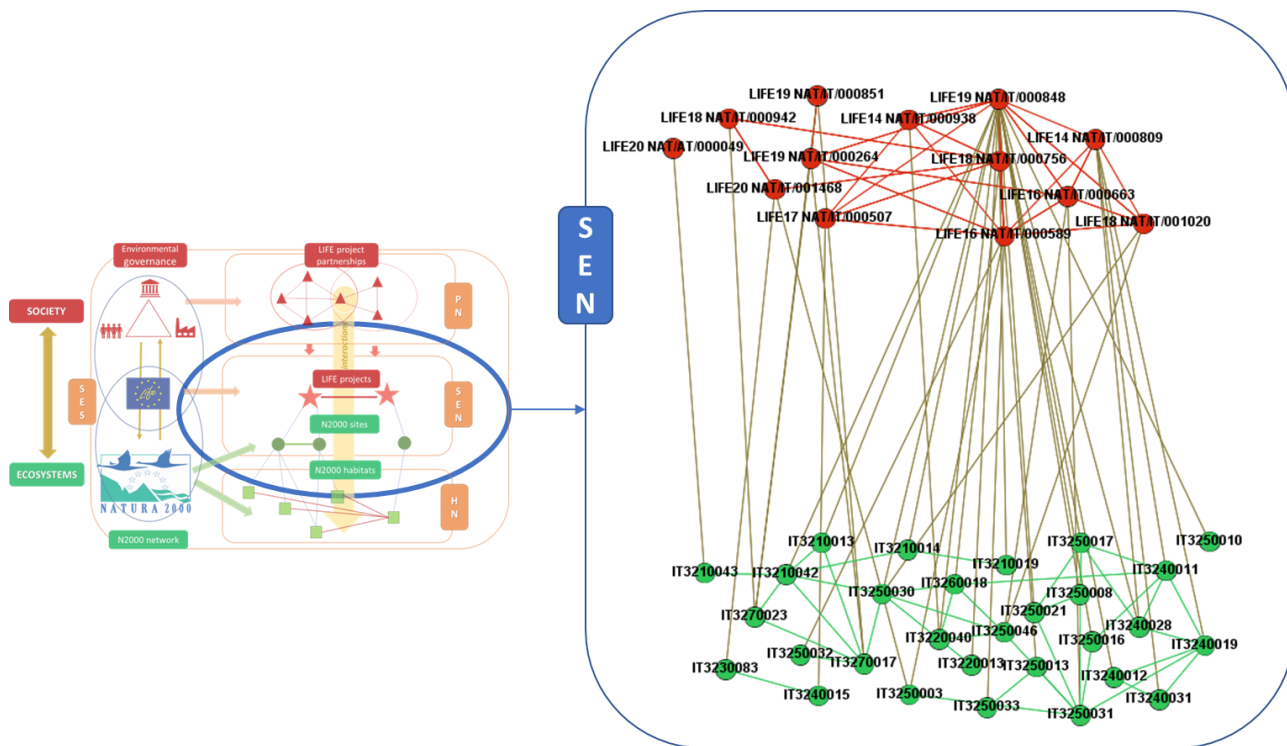 Environmental
governance
LIFE project
partnerships
SOCIETY
P
N
Interactions
S
E
S
Life
LIFE projects
S
E
N
N2000 sites
ECOSYSTEMS
N2000 habitats
H
N
NATURA 2000
N2000 network
S
E
N
LIFE19 NAT/IT/000851
LIFE19 NAT/IT/000848
LIFE18 NAT/IT/000942
LIFE14 NAT/IT/000938
LIFE14 NAT/IT/000809
LIFE20 NAT/AT/000049
LIFE19 NAT/IT/000264
LIFE18 NAT/IT/000756
LIFE20 NAT/IT/001468
LIFE16 NAT/IT/000663
LIFE17 NAT/IT/000507
LIFE18 NAT/IT/001020
LIFE16 NAT/IT/000589
IT3210013
IT3210014
IT3250017
IT3250010
IT3210043
IT3210042
IT3210019
IT3240011
IT3250030
IT3260018
IT3250008
IT3270023
IT3250021
IT3220040
IT3250046
IT3250016
IT3240028
IT3240019
IT3250032
IT3270017
IT3230083
IT3220013
IT3250013
IT3240012
IT3240015
IT3250003
IT3250033
IT3250031
IT3240031